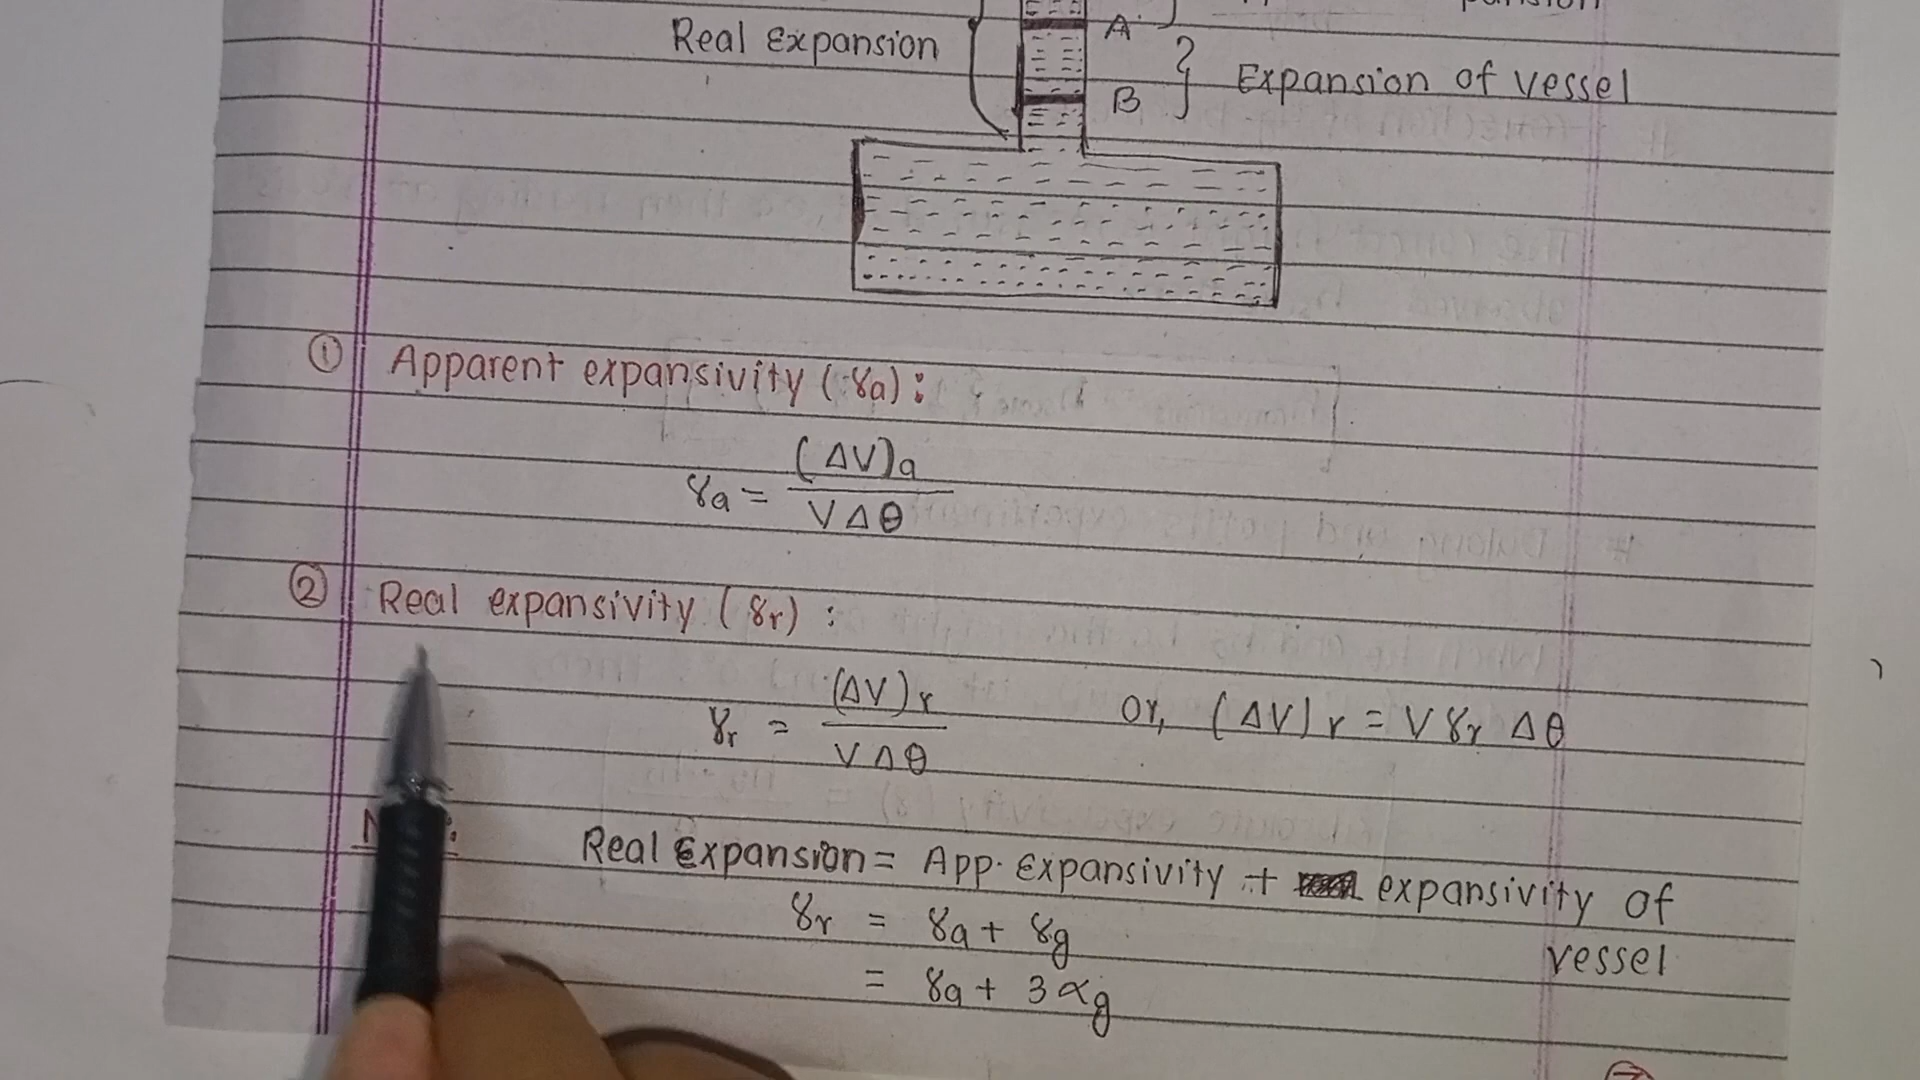 A
Real Expansion
Expansion of vessel
B
① Apparent expansivity (γa):
γa = (ΔV)a / VΔθ
② Real expansivity (γr) :
γr = (ΔV)r / VΔθ or, (ΔV)r = V γr Δθ
Real Expansion = App. Expansivity + expansivity of
vessel
γr = γa + γg
= γa + 3αg